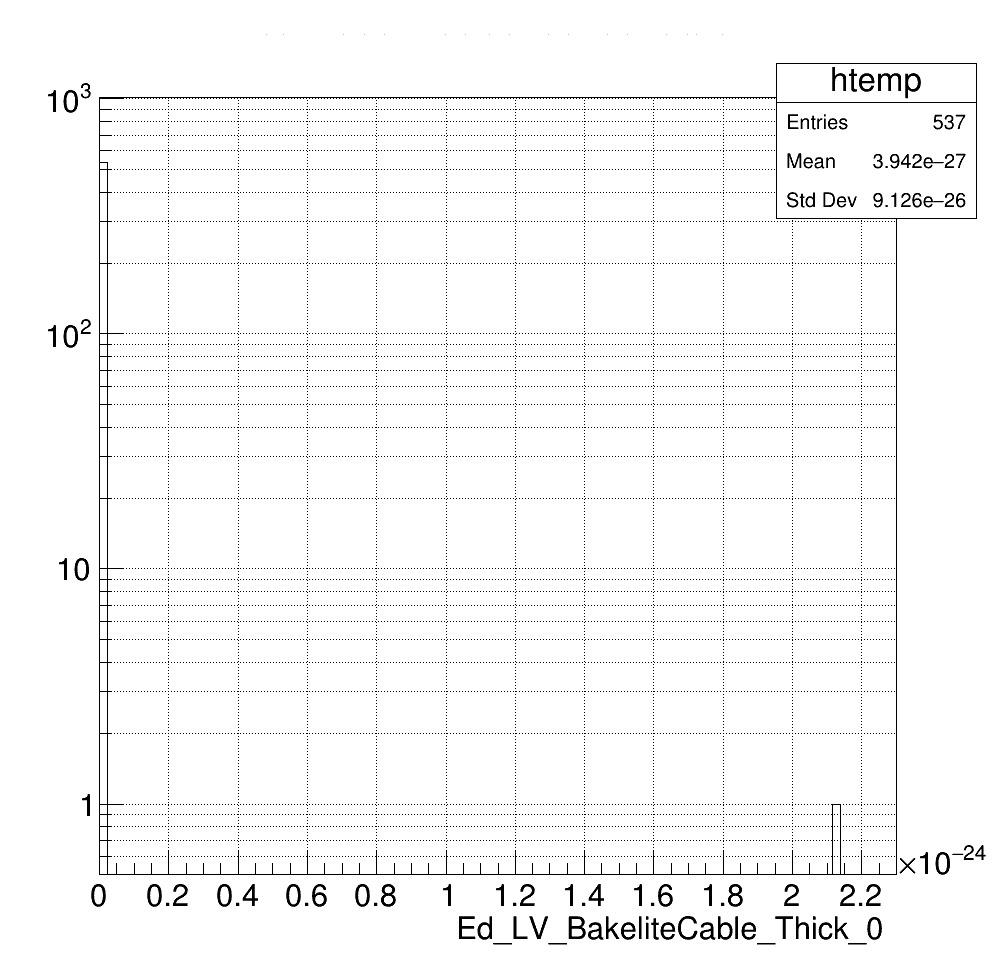 htemp
Entries 537
Mean 3.942e−27
Std Dev 9.126e−26
10³
10²
10
1
0 0.2 0.4 0.6 0.8 1 1.2 1.4 1.6 1.8 2 2.2
×10⁻²⁴
Ed_LV_BakeliteCable_Thick_0